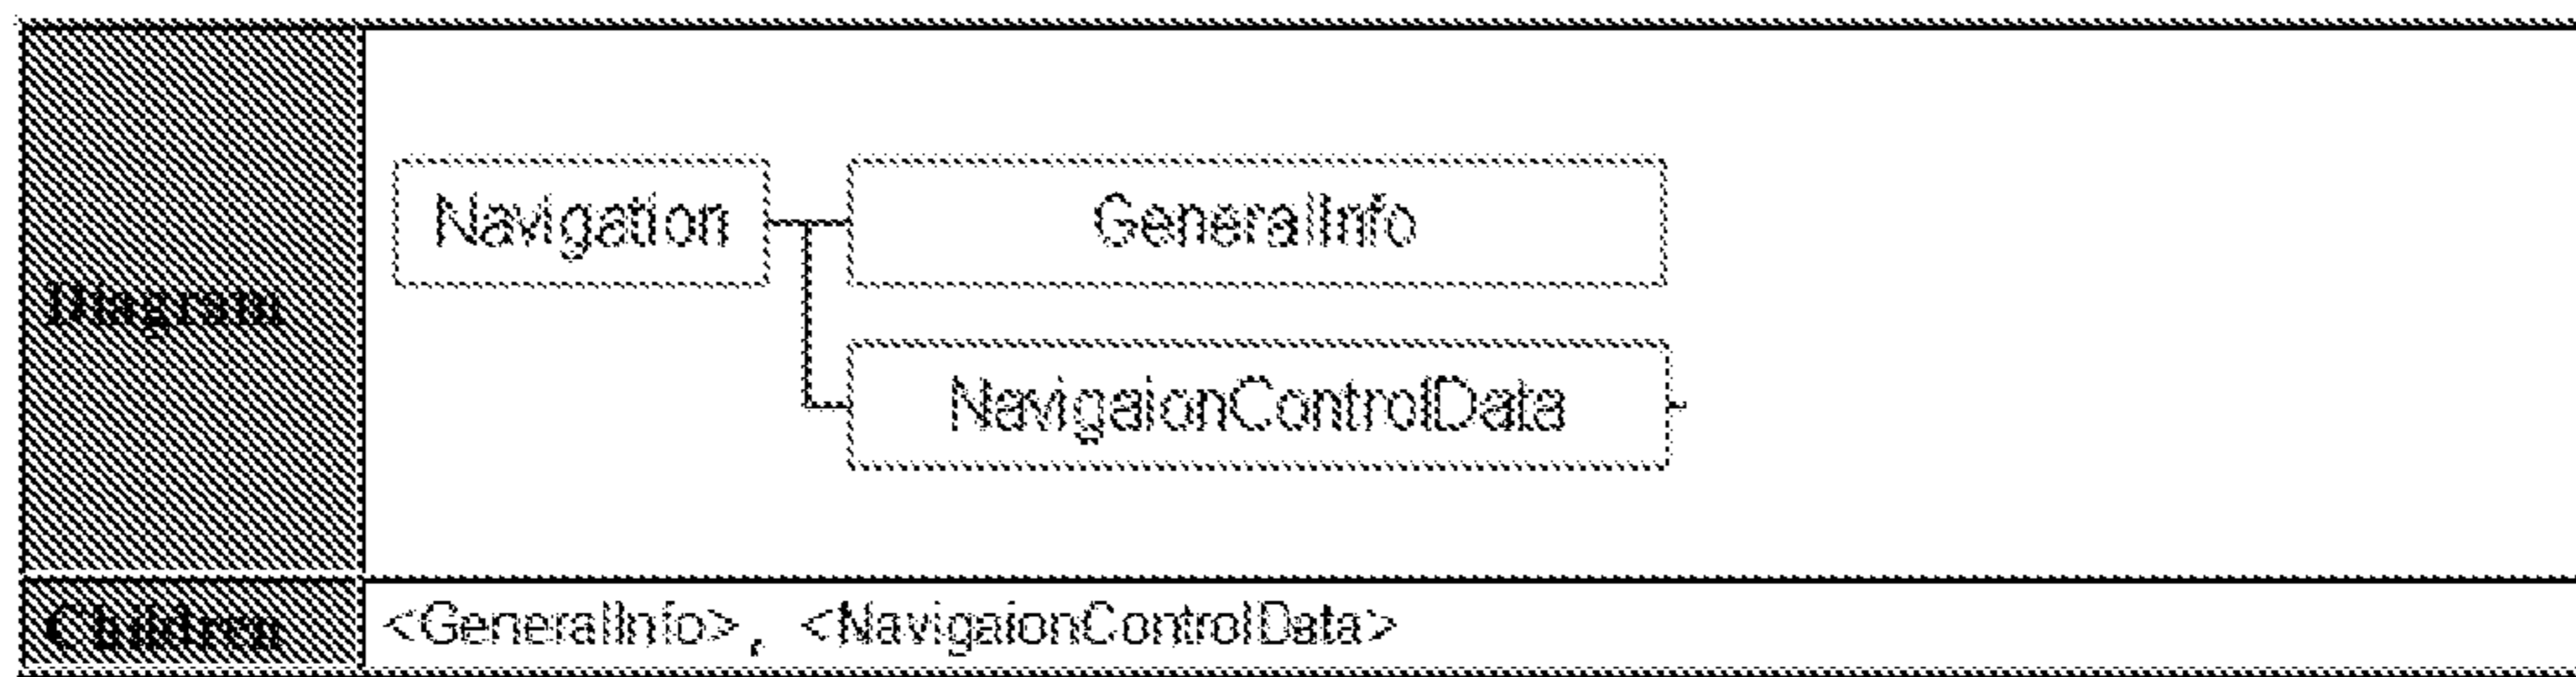 Diagram
Navigation GeneralInfo
NavigaionControlData
Children <GeneralInfo>, <NavigaionControlData>